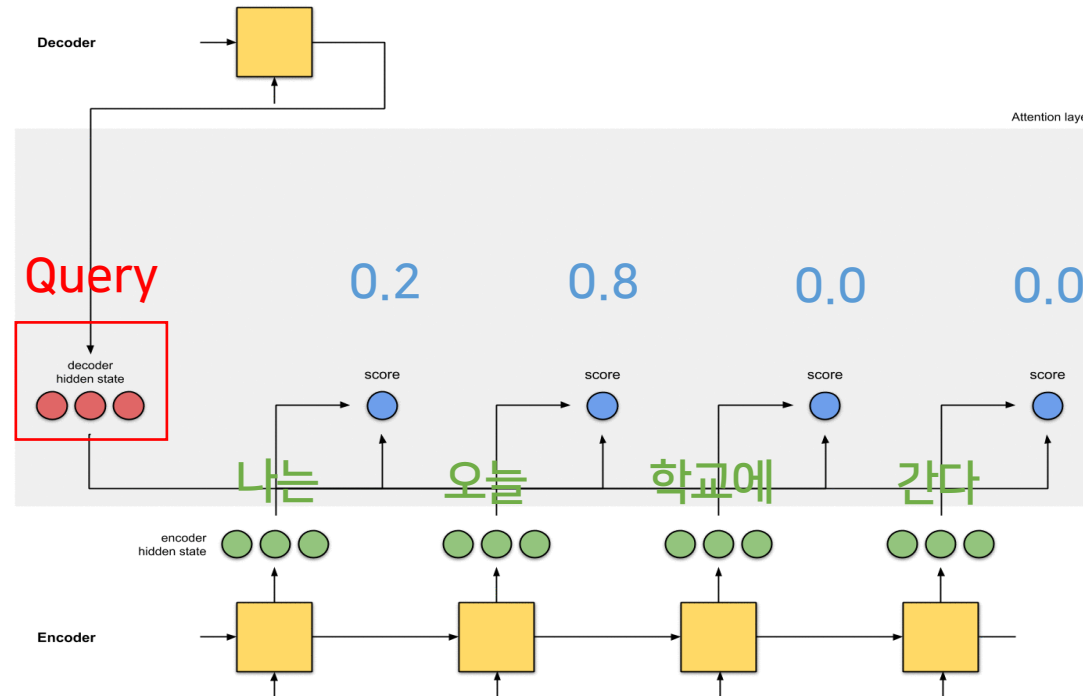 Decoder
Attention laye
Query
0.2
0.8
0.0
0.0
decoder
hidden state
score
score
score
score
나는
오늘
학교에
간다
encoder
hidden state
Encoder